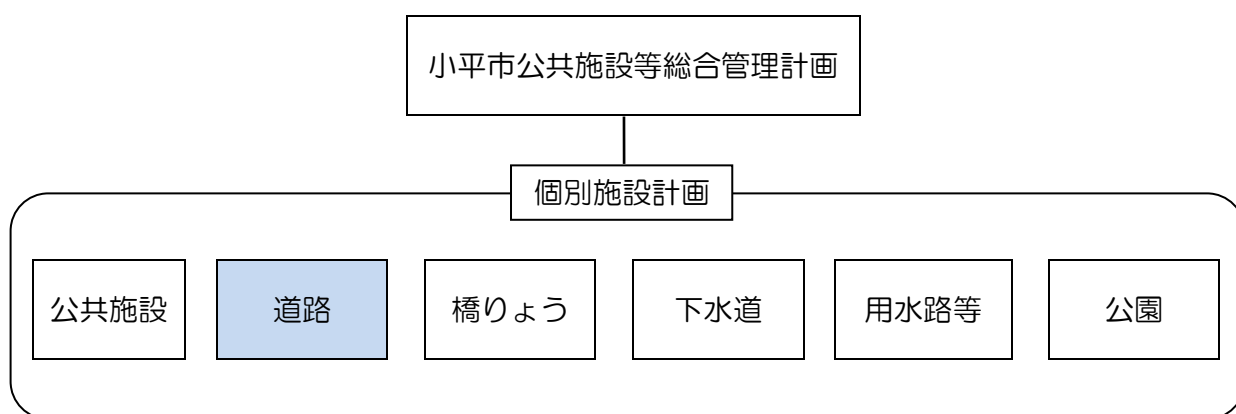 小平市公共施設等総合管理計画
個別施設計画
公共施設
道路
橋りょう
下水道
用水路等
公園